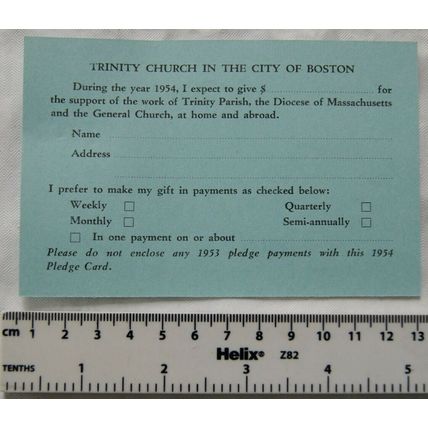 TRINITY CHURCH IN THE CITY OF BOSTON
During the year 1954, I expect to give $ for
the support of the work of Trinity Parish, the Diocese of Massachusetts
and the General Church, at home and abroad.
Name
Address
I prefer to make my gift in payments as checked below:
Weekly Quarterly
Monthly Semi-annually
In one payment on or about
Please do not enclose any 1953 pledge payments with this 1954
Pledge Card.
cm 1 2 3 4 5 6 7 8 9 10 11 12 13
Helix® Z82
TENTHS 1 2 3 4 5